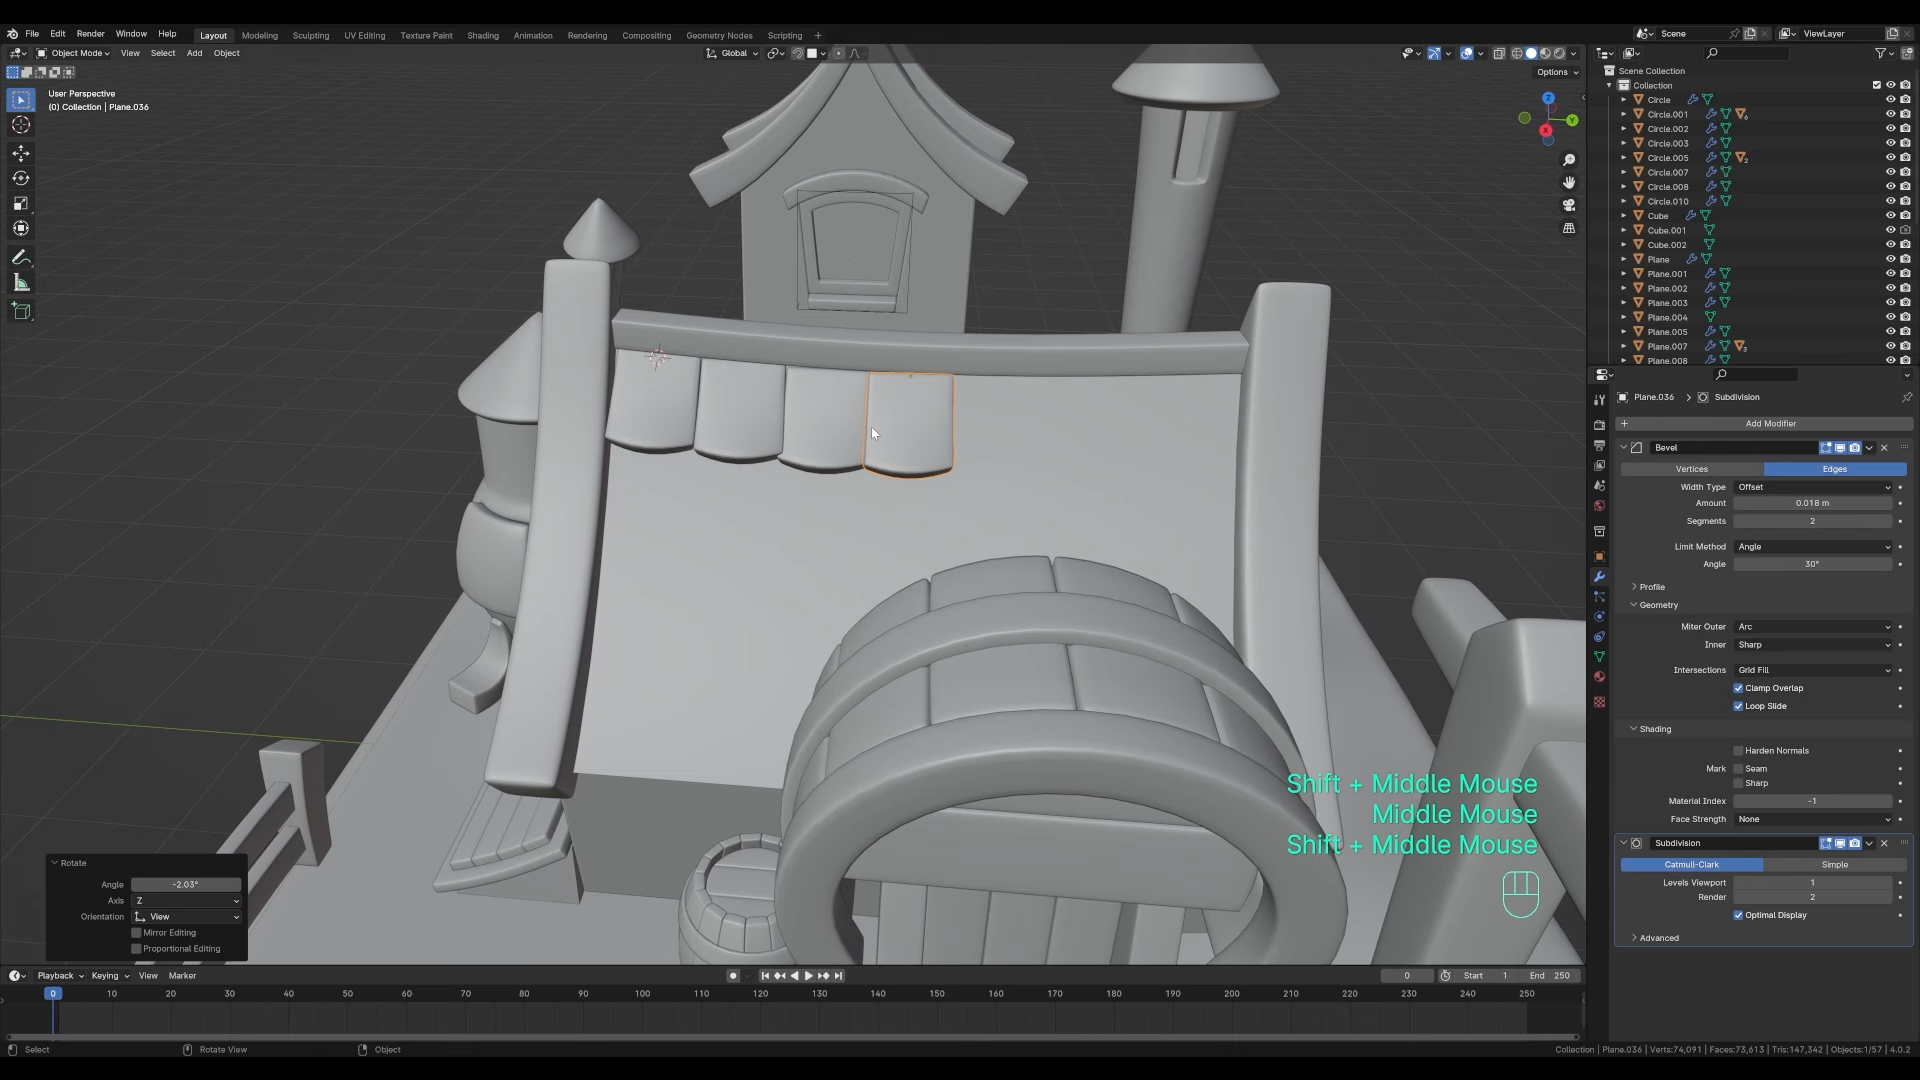 File Edit Render Window Help Layout Modeling Sculpting UV Editing Texture Paint Shading Animation Rendering Compositing Geometry Nodes Scripting + Scene ViewLayer
Object Mode View Select Add Object Global
Options
User Perspective
(0) Collection | Plane.036
Scene Collection
Collection
Circle
Circle.001 6
Circle.002
Circle.003
Circle.005 2
Circle.007
Circle.008
Circle.010
Cube
Cube.001
Cube.002
Plane
Plane.001
Plane.002
Plane.003
Plane.004
Plane.005
Plane.007 3
Plane.008
Z
Y
X
Plane.036 > Subdivision
+ Add Modifier
Bevel
Vertices Edges
Width Type Offset
Amount 0.018 m
Segments 2
Limit Method Angle
Angle 30°
Profile
Geometry
Miter Outer Arc
Inner Sharp
Intersections Grid Fill
Clamp Overlap
Loop Slide
Shading
Harden Normals
Mark Seam
Sharp
Material Index -1
Face Strength None
Subdivision
Catmull-Clark Simple
Levels Viewport 1
Render 2
Optimal Display
Advanced
Shift + Middle Mouse
Middle Mouse
Shift + Middle Mouse
Rotate
Angle -2.03°
Axis Z
Orientation View
Mirror Editing
Proportional Editing
Playback Keying View Marker 0 Start 1 End 250
0 10 20 30 40 50 60 70 80 90 100 110 120 130 140 150 160 170 180 190 200 210 220 230 240 250
Select Rotate View Object Collection | Plane.036 | Verts:74,091 | Faces:73,613 | Tris:147,342 | Objects:1/57 | 4.0.2